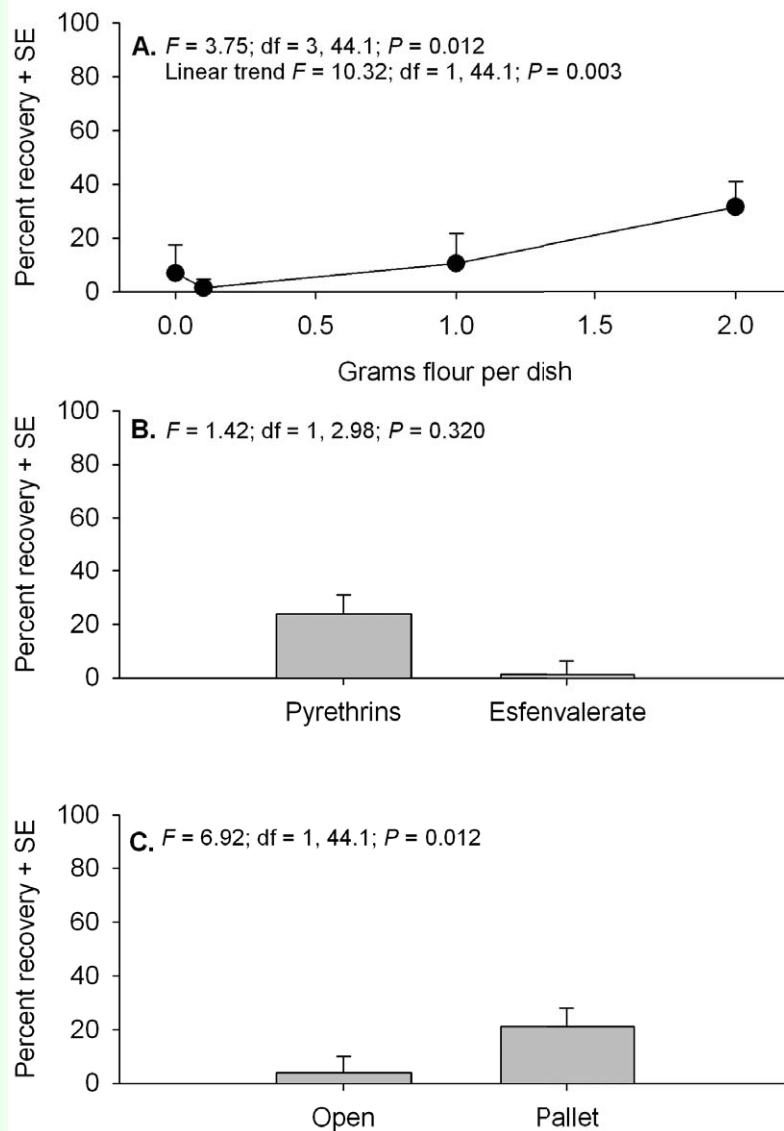 A. F = 3.75; df = 3, 44.1; P = 0.012
Linear trend F = 10.32; df = 1, 44.1; P = 0.003
Percent recovery + SE
100
80
60
40
20
0
0.0 0.5 1.0 1.5 2.0
Grams flour per dish
B. F = 1.42; df = 1, 2.98; P = 0.320
Percent recovery + SE
100
80
60
40
20
0
Pyrethrins Esfenvalerate
C. F = 6.92; df = 1, 44.1; P = 0.012
Percent recovery + SE
100
80
60
40
20
0
Open Pallet